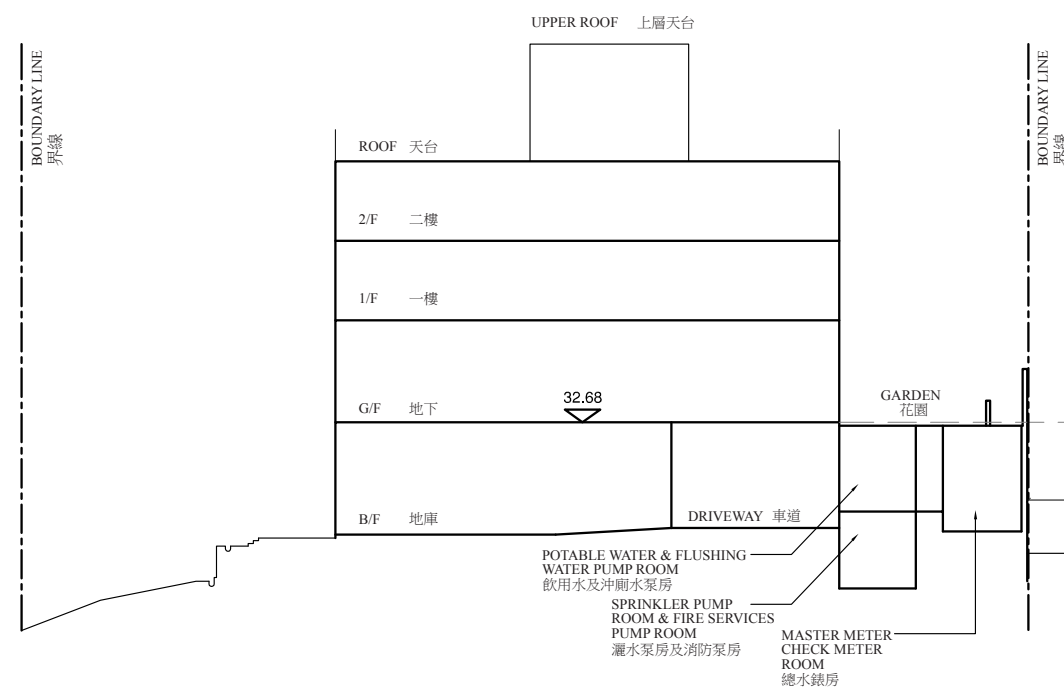 UPPER ROOF 上層天台
BOUNDARY LINE
界線
BOUNDARY LINE
界線
ROOF 天台
2/F 二樓
1/F 一樓
32.68
GARDEN
花園
G/F 地下
B/F 地庫
DRIVEWAY 車道
POTABLE WATER & FLUSHING
WATER PUMP ROOM
飲用水及沖廁水泵房
SPRINKLER PUMP
ROOM & FIRE SERVICES
PUMP ROOM
灑水泵房及消防泵房
MASTER METER
CHECK METER
ROOM
總水錶房